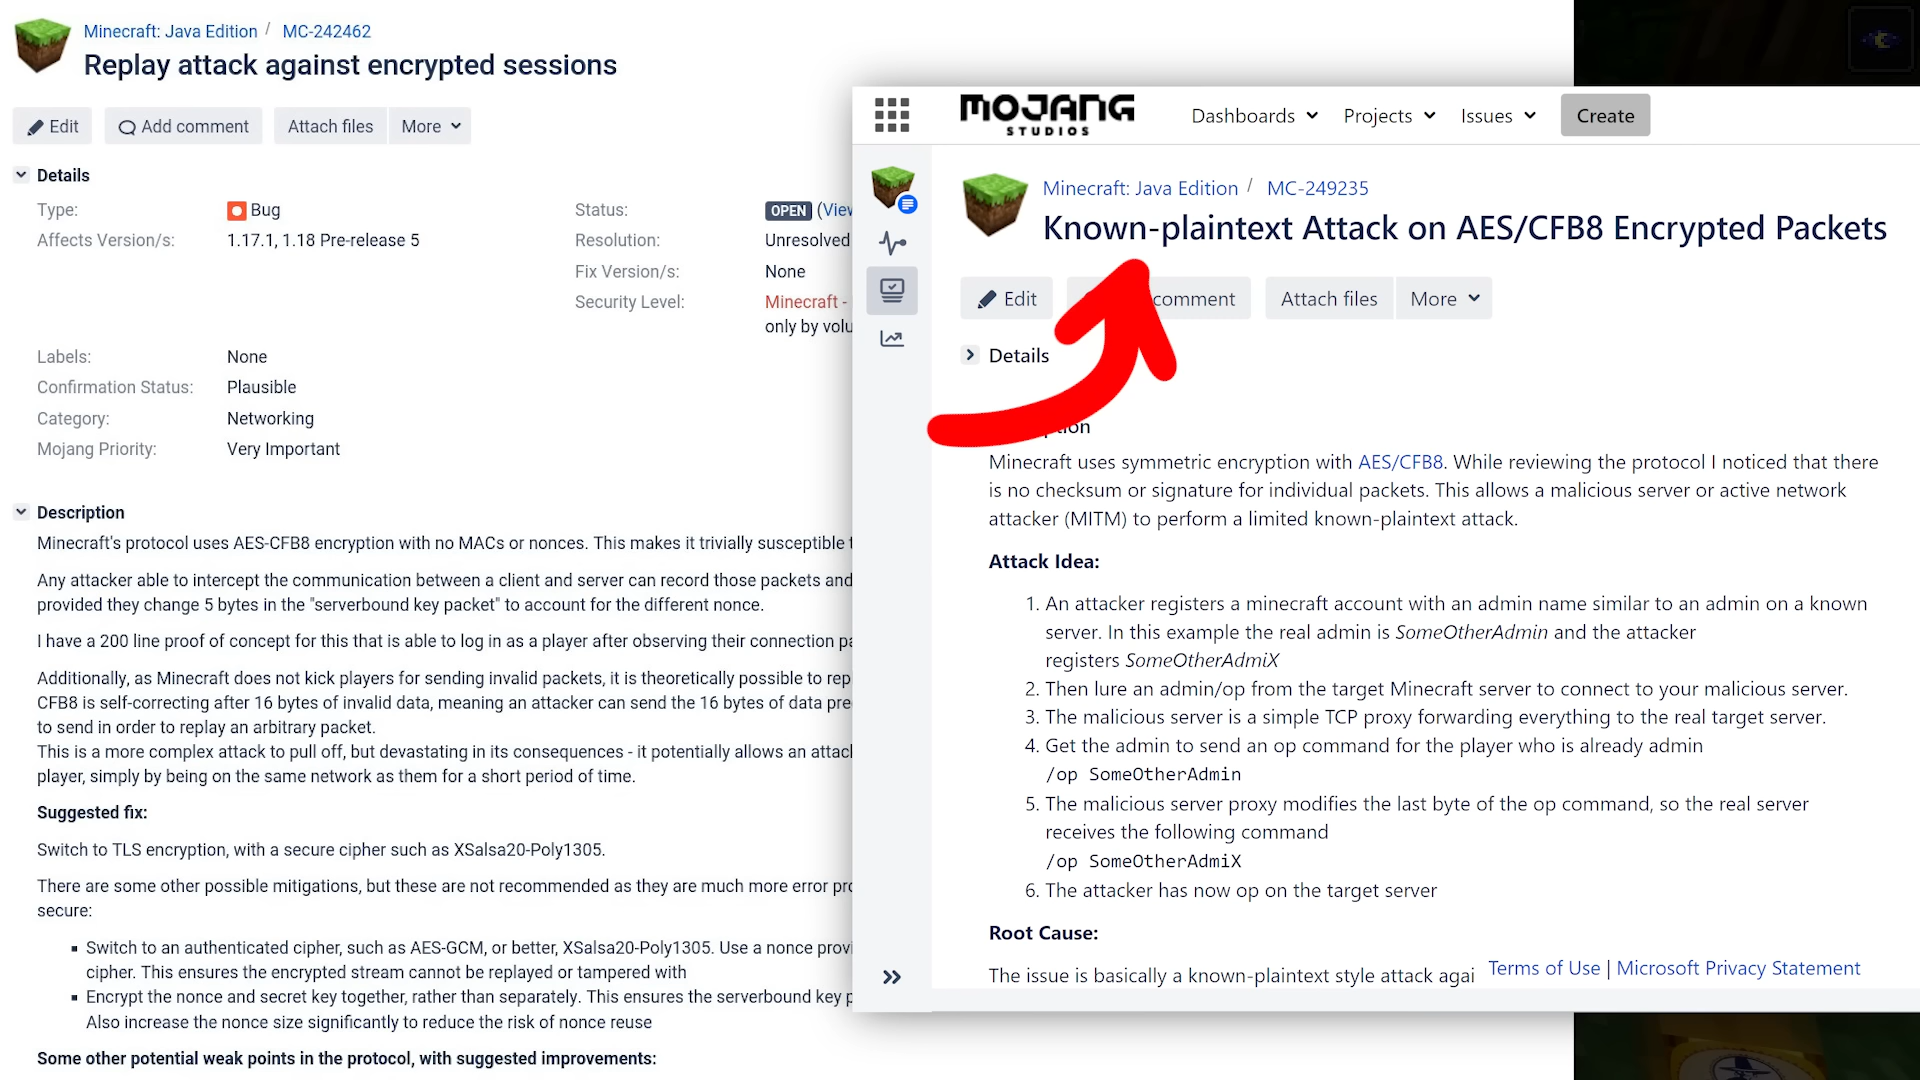 Minecraft: Java Edition / MC-242462
Replay attack against encrypted sessions
Edit
Add comment
Attach files
More
Details
Type: Bug
Status: OPEN (View
Affects Version/s: 1.17.1, 1.18 Pre-release 5
Resolution: Unresolved
Fix Version/s: None
Security Level: Minecraft -
only by
Labels: None
Confirmation Status: Plausible
Category: Networking
Mojang Priority: Very Important
Description
Minecraft's protocol uses AES-CFB8 encryption with no MACs or nonces. This makes it trivially susceptible
Any attacker able to intercept the communication between a client and server can record those packets and
provided they change 5 bytes in the "serverbound key packet" to account for the different nonce.
I have a 200 line proof of concept for this that is able to log in as a player after observing their connection
Additionally, as Minecraft does not kick players for sending invalid packets, it is theoretically possible to
CFB8 is self-correcting after 16 bytes of invalid data, meaning an attacker can send the 16 bytes of data
to send in order to replay an arbitrary packet.
This is a more complex attack to pull off, but devastating in its consequences - it potentially allows an
player, simply by being on the same network as them for a short period of time.
Suggested fix:
Switch to TLS encryption, with a secure cipher such as XSalsa20-Poly1305.
There are some other possible mitigations, but these are not recommended as they are much more error
secure:
▪ Switch to an authenticated cipher, such as AES-GCM, or better, XSalsa20-Poly1305. Use a nonce
cipher. This ensures the encrypted stream cannot be replayed or tampered with
▪ Encrypt the nonce and secret key together, rather than separately. This ensures the serverbound key
Also increase the nonce size significantly to reduce the risk of nonce reuse
Some other potential weak points in the protocol, with suggested improvements:
MOJANG
STUDIOS
Dashboards
Projects
Issues
Create
Minecraft: Java Edition / MC-249235
Known-plaintext Attack on AES/CFB8 Encrypted Packets
Edit
comment
Attach files
More
Details
Minecraft uses symmetric encryption with AES/CFB8. While reviewing the protocol I noticed that there
is no checksum or signature for individual packets. This allows a malicious server or active network
attacker (MITM) to perform a limited known-plaintext attack.
Attack Idea:
1. An attacker registers a minecraft account with an admin name similar to an admin on a known
server. In this example the real admin is SomeOtherAdmin and the attacker
registers SomeOtherAdmiX
2. Then lure an admin/op from the target Minecraft server to connect to your malicious server.
3. The malicious server is a simple TCP proxy forwarding everything to the real target server.
4. Get the admin to send an op command for the player who is already admin
/op SomeOtherAdmin
5. The malicious server proxy modifies the last byte of the op command, so the real server
receives the following command
/op SomeOtherAdmiX
6. The attacker has now op on the target server
Root Cause:
The issue is basically a known-plaintext style attack agai
Terms of Use | Microsoft Privacy Statement